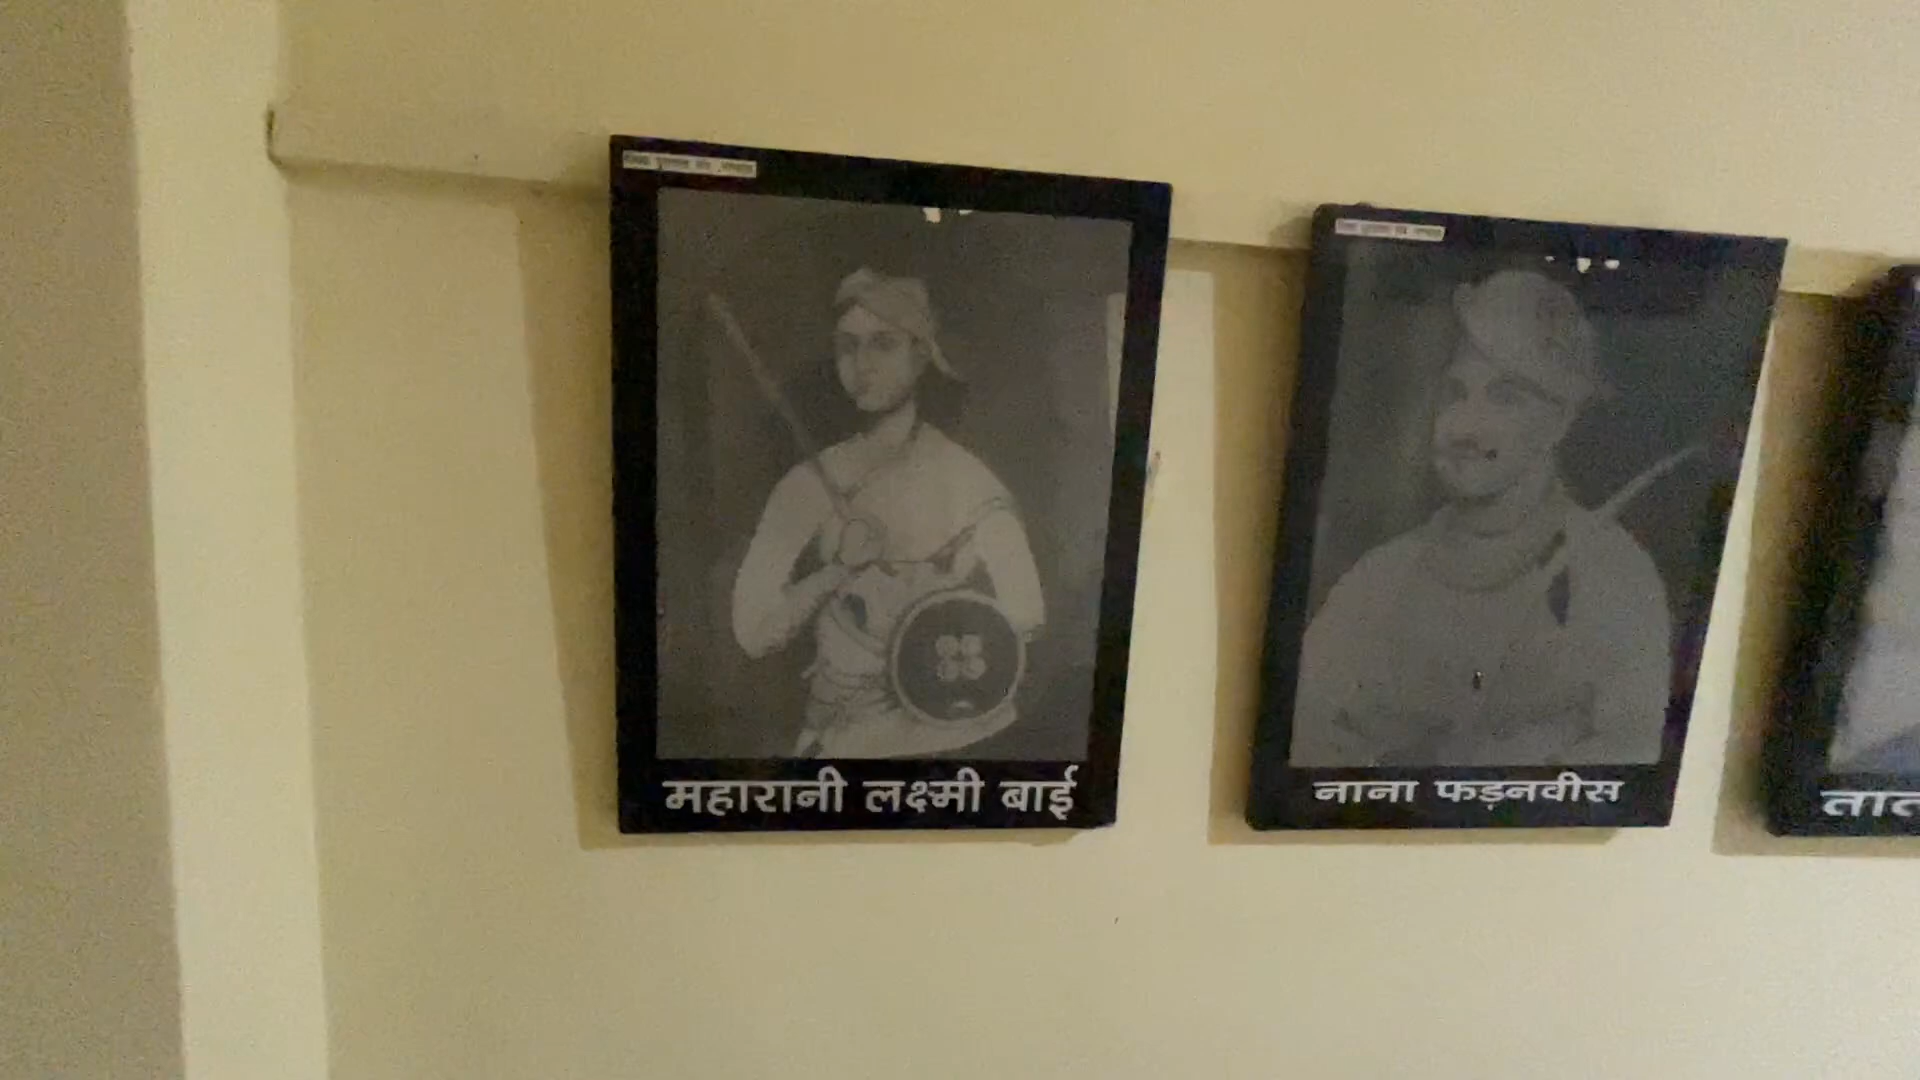 महारानी लक्ष्मी बाई
नाना फड़नवीस
तात